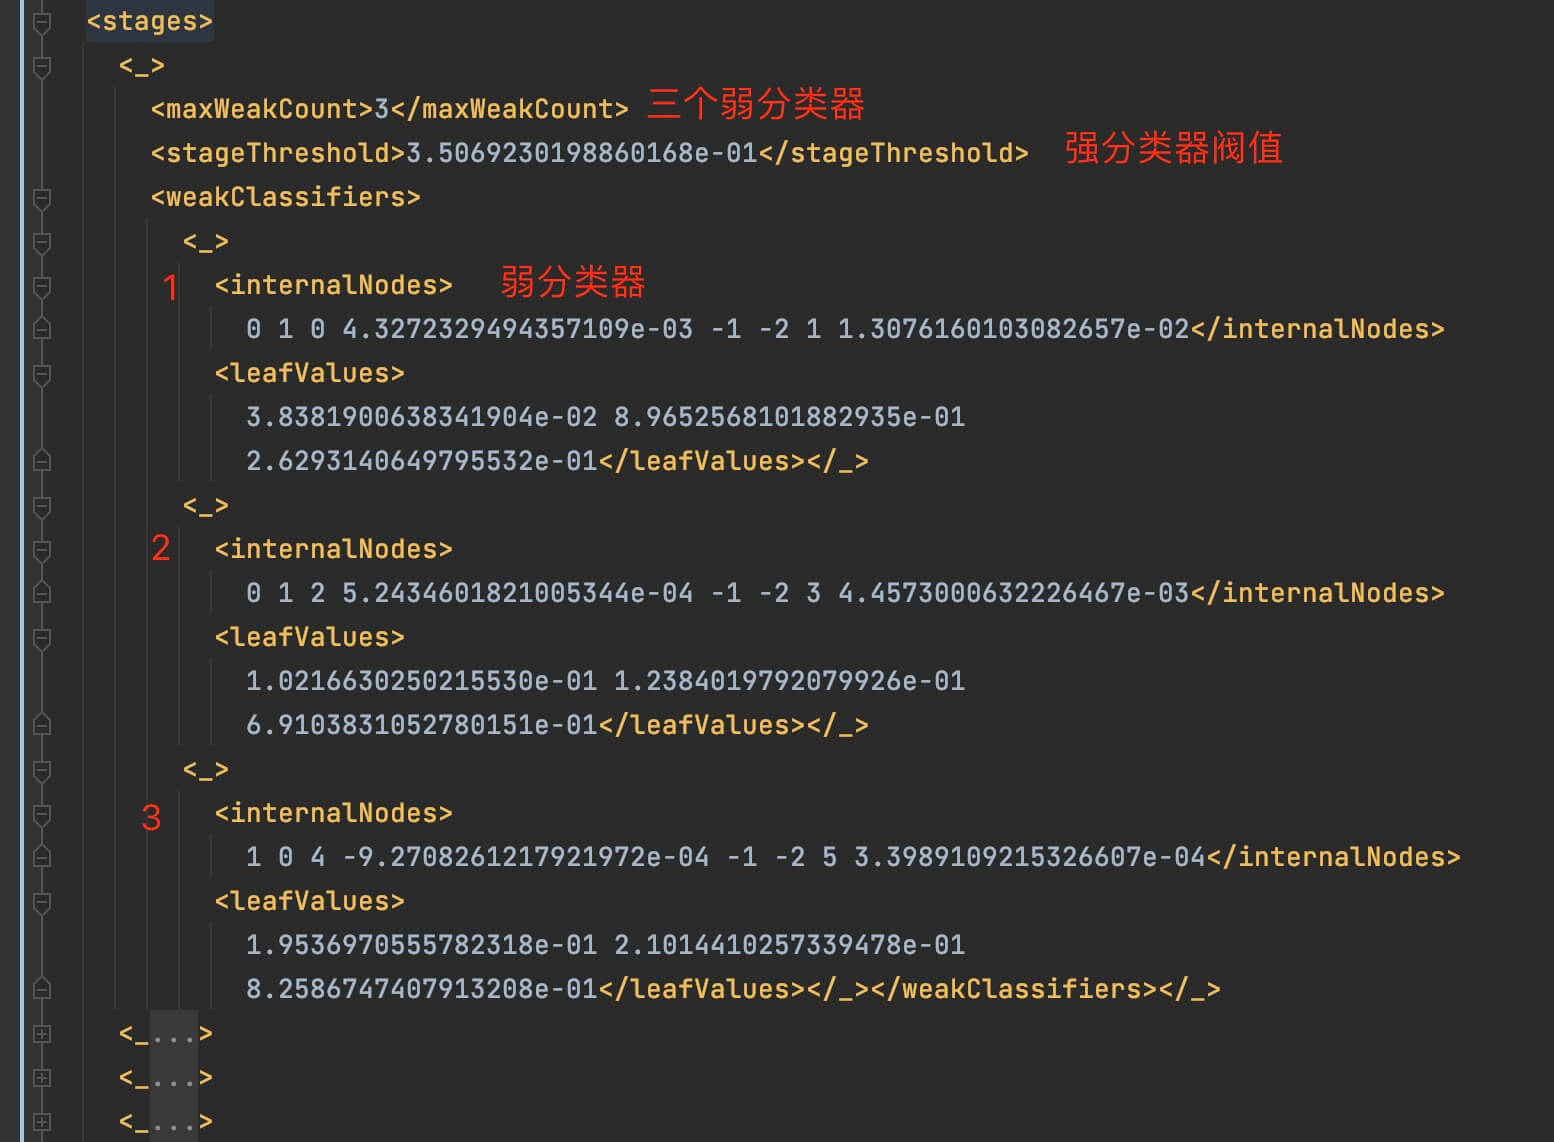 <stages>
<_>
<maxWeakCount>3</maxWeakCount> 三个弱分类器
<stageThreshold>3.5069230198860168e-01</stageThreshold> 强分类器阀值
<weakClassifiers>
<_>
1 <internalNodes> 弱分类器
0 1 0 4.3272329494357109e-03 -1 -2 1 1.3076160103082657e-02</internalNodes>
<leafValues>
3.8381900638341904e-02 8.9652568101882935e-01
2.6293140649795532e-01</leafValues></_>
<_>
2 <internalNodes>
0 1 2 5.2434601821005344e-04 -1 -2 3 4.4573000632226467e-03</internalNodes>
<leafValues>
1.0216630250215530e-01 1.2384019792079926e-01
6.9103831052780151e-01</leafValues></_>
<_>
3 <internalNodes>
1 0 4 -9.2708261217921972e-04 -1 -2 5 3.3989109215326607e-04</internalNodes>
<leafValues>
1.9536970555782318e-01 2.1014410257339478e-01
8.2586747407913208e-01</leafValues></_></weakClassifiers></_>
<_...>
<_...>
<_...>